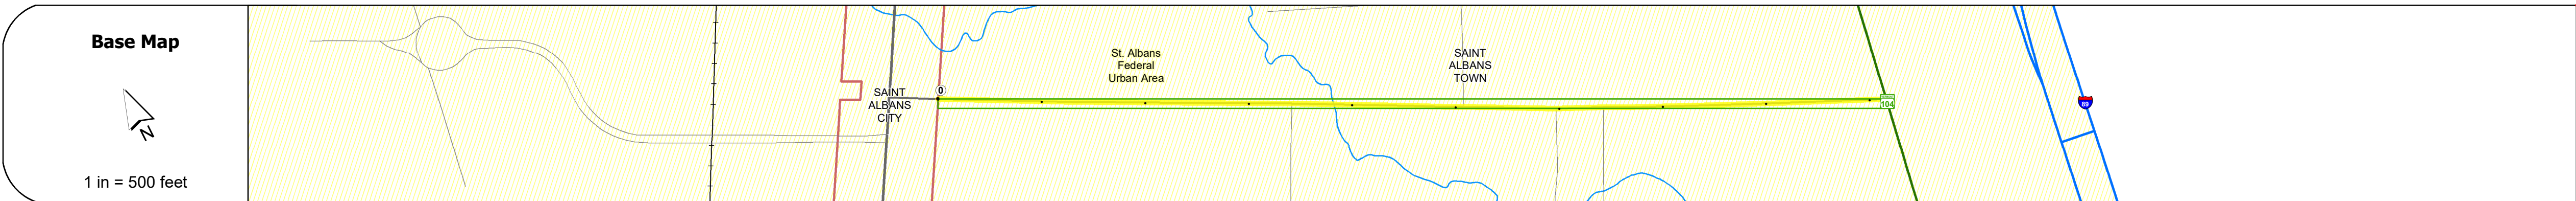 Base Map
N
1 in = 500 feet
SAINT
ALBANS
CITY
0
St. Albans
Federal
Urban Area
SAINT
ALBANS
TOWN
104
89